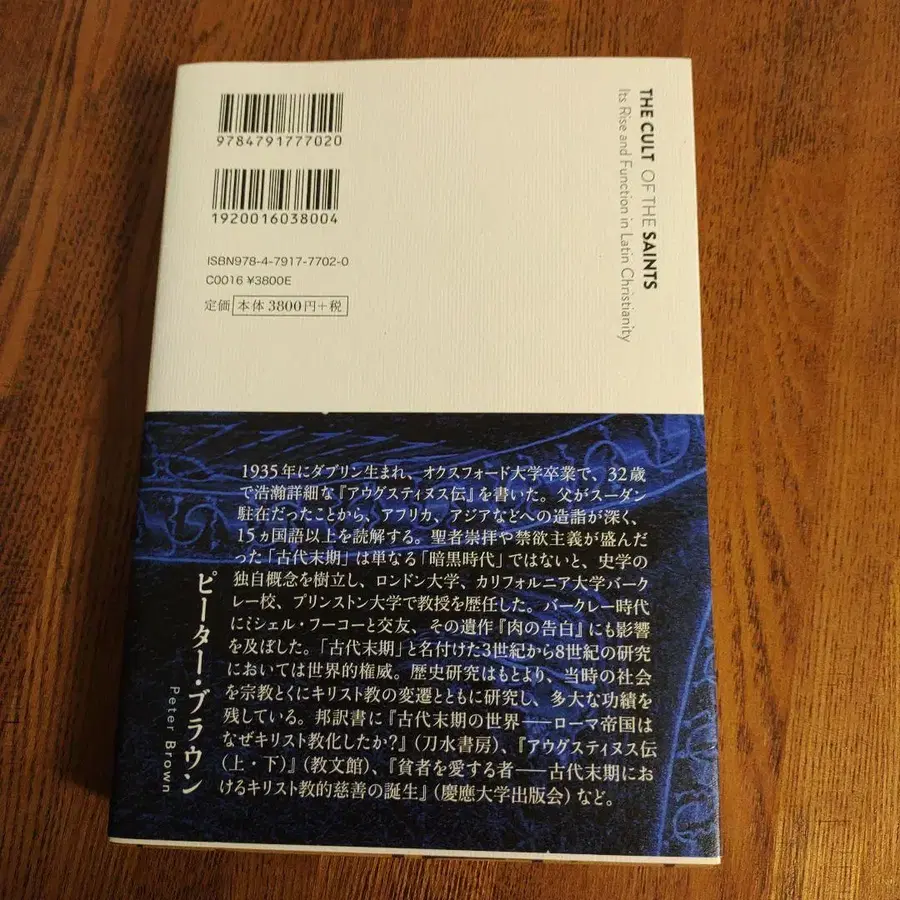 9784791777020
1920016038004
ISBN978-4-7917-7702-0
C0016 ¥3800E
定価 本体 3800円+税
THE CULT OF THE SAINTS
Its Rise and Function in Latin Christianity
1935年にダブリン生まれ、オクスフォード大学卒業で、32歳
で浩瀚詳細な『アウグスティヌス伝』を書いた。父がスーダン
駐在だったことから、アフリカ、アジアなどへの造詣が深く、
15ヵ国語以上を読解する。聖者崇拝や禁欲主義が盛んだ
った「古代末期」は単なる「暗黒時代」ではないと、史学の
独自概念を樹立し、ロンドン大学、カリフォルニア大学バーク
レー校、プリンストン大学で教授を歴任した。バークレー時代
にミシェル・フーコーと交友、その遺作『肉の告白』にも影響
を及ぼした。「古代末期」と名付けた3世紀から8世紀の研究
においては世界的権威。歴史研究はもとより、当時の社会
を宗教とくにキリスト教の変遷とともに研究し、多大な功績を
残している。邦訳書に『古代末期の世界——ローマ帝国は
なぜキリスト教化したか?』(刀水書房)、『アウグスティヌス伝
(上・下)』(教文館)、『貧者を愛する者——古代末期にお
けるキリスト教的慈善の誕生』(慶應大学出版会)など。
ピーター・ブラウン
Peter Brown